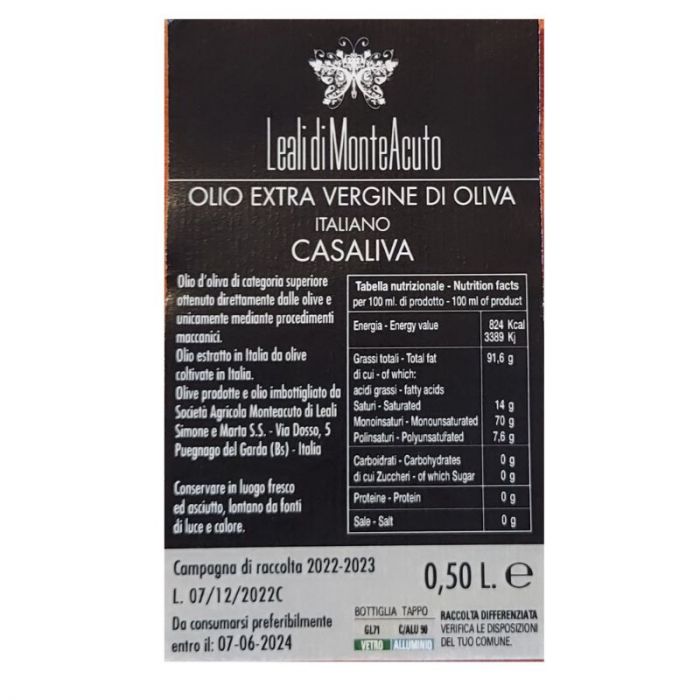 Leali di MonteAcuto
OLIO EXTRA VERGINE DI OLIVA
ITALIANO
CASALIVA
Olio d'oliva di categoria superiore
ottenuto direttamente dalle olive e
unicamente mediante procedimenti
maccanici.
Olio estratto in Italia da olive
coltivate in Italia.
Olive prodotte e olio imbottigliato da
Società Agricola Monteacuto di Leali
Simone e Marta S.S. - Via Dosso, 5
Puegnago del Garda (Bs) - Italia
Conservare in luogo fresco
ed asciutto, lontano da fonti
di luce e calore.
Tabella nutrizionale - Nutrition facts
per 100 ml. di prodotto - 100 ml of product
Energia - Energy value 824 Kcal
3389 Kj
Grassi totali - Total fat 91,6 g
di cui - of which:
acidi grassi - fatty acids
Saturi - Saturated 14 g
Monoinsaturi - Monounsaturated 70 g
Polinsaturi - Polyunsatufated 7,6 g
Carboidrati - Carbohydrates 0 g
di cui Zuccheri - of which Sugar 0 g
Proteine - Protein 0 g
Sale - Salt 0 g
Campagna di raccolta 2022-2023
L. 07/12/2022C
Da consumarsi preferibilmente
entro il: 07-06-2024
0,50 L. e
BOTTIGLIA TAPPO
GL71 C/ALU 90
VETRO ALLUMINIO
RACCOLTA DIFFERENZIATA
VERIFICA LE DISPOSIZIONI
DEL TUO COMUNE.